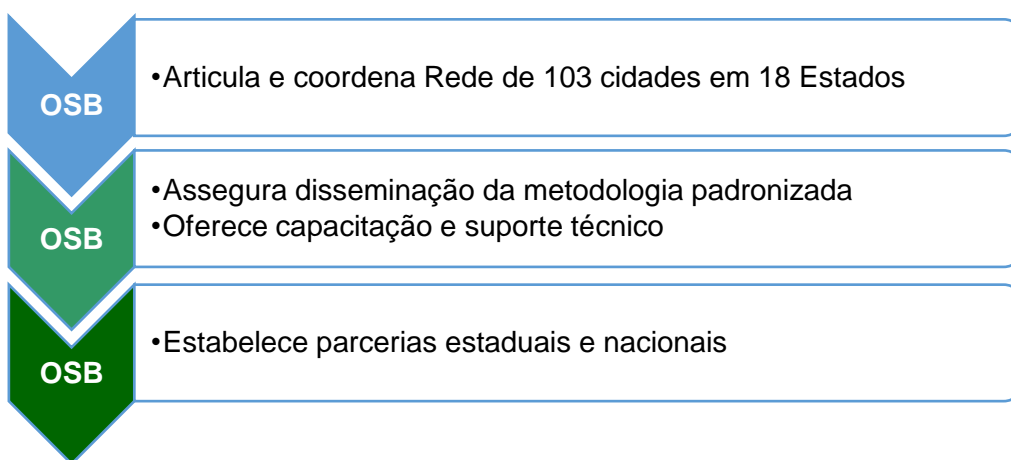 OSB
•Articula e coordena Rede de 103 cidades em 18 Estados
OSB
•Assegura disseminação da metodologia padronizada
•Oferece capacitação e suporte técnico
OSB
•Estabelece parcerias estaduais e nacionais